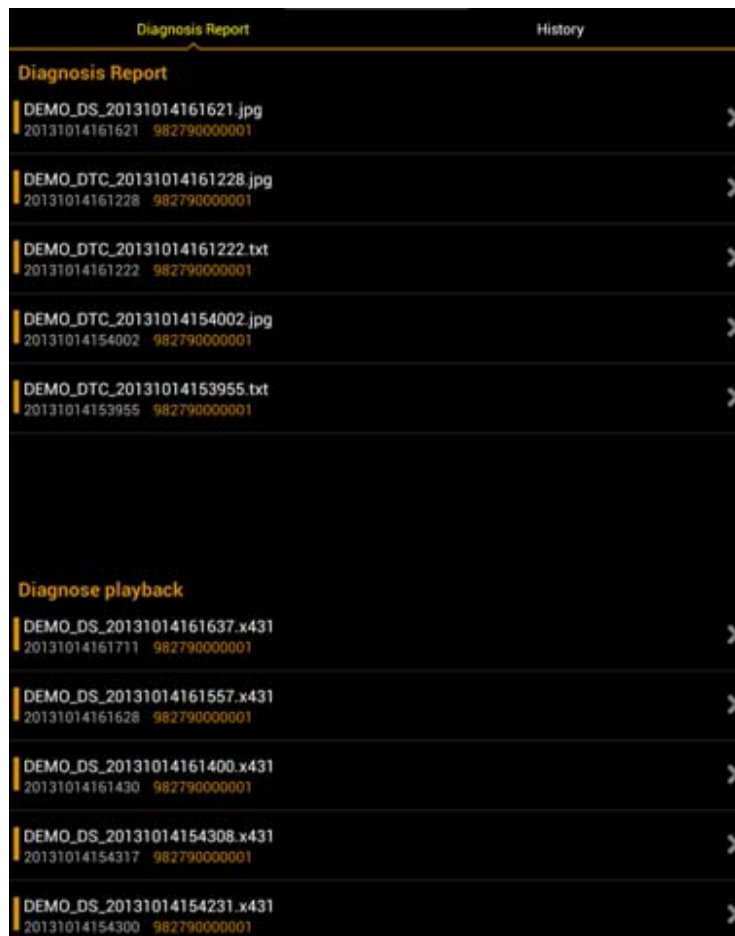 Diagnosis Report History
Diagnosis Report
DEMO_DS_20131014161621.jpg
20131014161621 982790000001
DEMO_DTC_20131014161228.jpg
20131014161228 982790000001
DEMO_DTC_20131014161222.txt
20131014161222 982790000001
DEMO_DTC_20131014154002.jpg
20131014154002 982790000001
DEMO_DTC_20131014153955.txt
20131014153955 982790000001
Diagnose playback
DEMO_DS_20131014161637.x431
20131014161711 982790000001
DEMO_DS_20131014161557.x431
20131014161628 982790000001
DEMO_DS_20131014161400.x431
20131014161430 982790000001
DEMO_DS_20131014154308.x431
20131014154317 982790000001
DEMO_DS_20131014154231.x431
20131014154300 982790000001